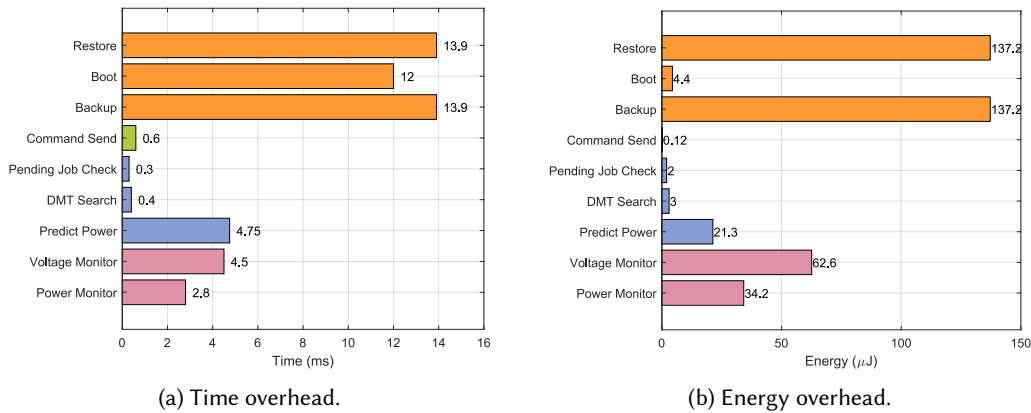 Restore
13.9
Boot
12
Backup
13.9
Command Send
0.6
Pending Job Check
0.3
DMT Search
0.4
Predict Power
4.75
Voltage Monitor
4.5
Power Monitor
2.8
0 2 4 6 8 10 12 14 16
Time (ms)
(a) Time overhead.
Restore
137.2
Boot
4.4
Backup
137.2
Command Send
0.12
Pending Job Check
2
DMT Search
3
Predict Power
21.3
Voltage Monitor
62.6
Power Monitor
34.2
0 50 100 150
Energy (μJ)
(b) Energy overhead.